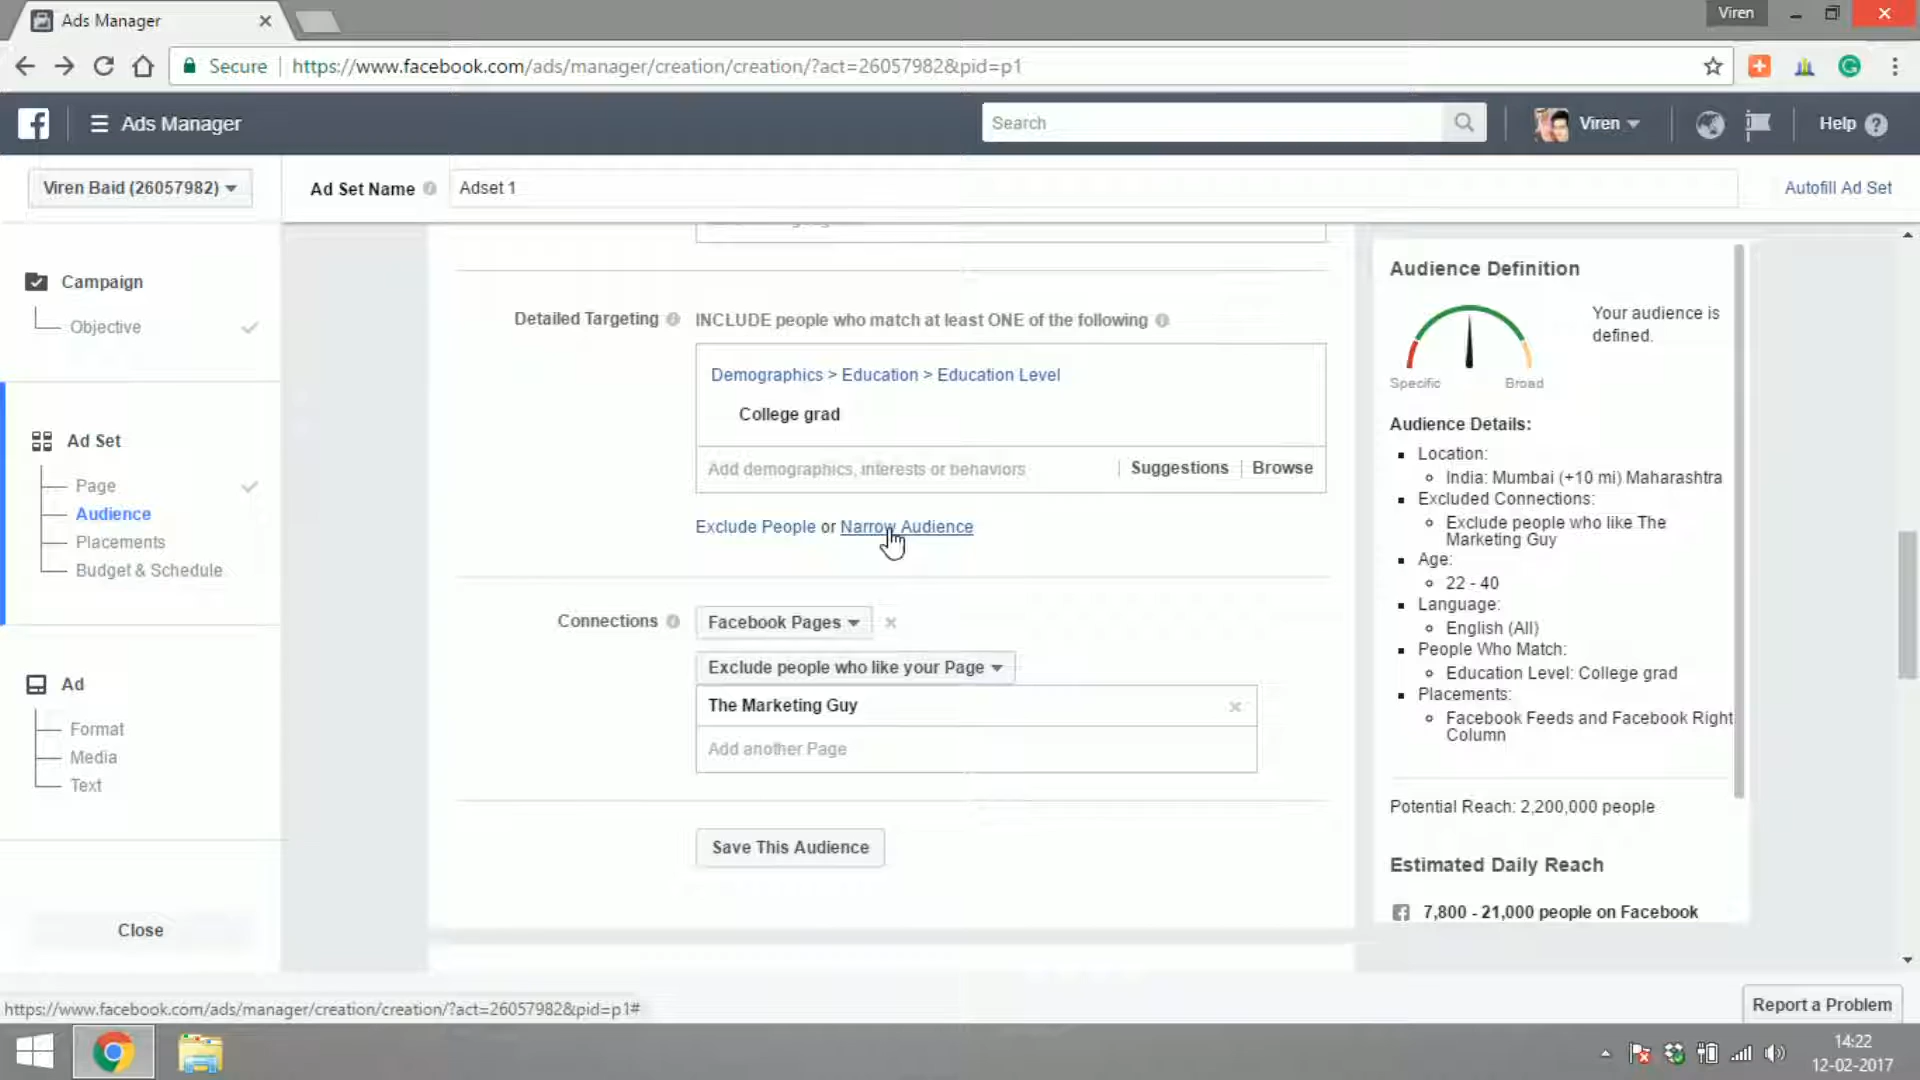 Ads Manager
Viren
Secure https://www.facebook.com/ads/manager/creation/creation/?act=26057982&pid=p1
Ads Manager
Search
Viren
Help
Viren Baid (26057982)
Ad Set Name
Adset 1
Autofill Ad Set
Campaign
Objective
Ad Set
Page
Audience
Placements
Budget & Schedule
Ad
Format
Media
Text
Close
Detailed Targeting
INCLUDE people who match at least ONE of the following
Demographics > Education > Education Level
College grad
Add demographics, interests or behaviors
Suggestions
Browse
Exclude People or Narrow Audience
Connections
Facebook Pages
Exclude people who like your Page
The Marketing Guy
Add another Page
Save This Audience
Audience Definition
Your audience is
defined.
Specific
Broad
Audience Details:
Location:
India: Mumbai (+10 mi) Maharashtra
Excluded Connections:
Exclude people who like The
Marketing Guy
Age:
22 - 40
Language:
English (All)
People Who Match:
Education Level: College grad
Placements:
Facebook Feeds and Facebook Right
Column
Potential Reach: 2,200,000 people
Estimated Daily Reach
7,800 - 21,000 people on Facebook
https://www.facebook.com/ads/manager/creation/creation/?act=26057982&pid=p1#
Report a Problem
14:22
12-02-2017